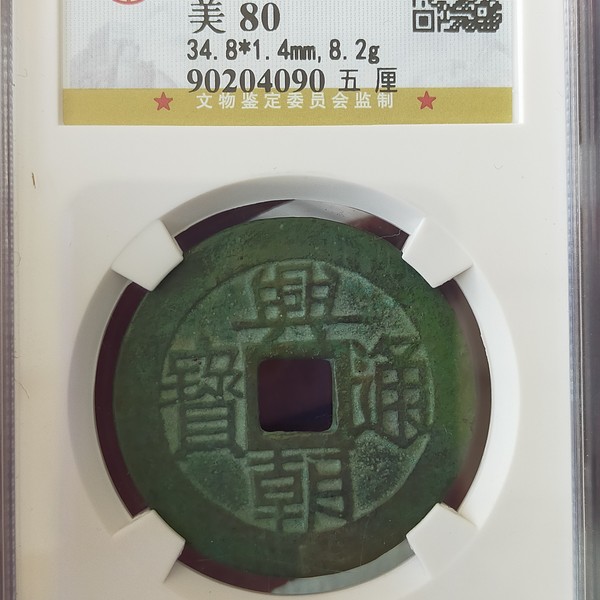 美 80
34.8*1.4mm, 8.2g
90204090 五 厘
文物鉴定委员会监制
興朝通寶